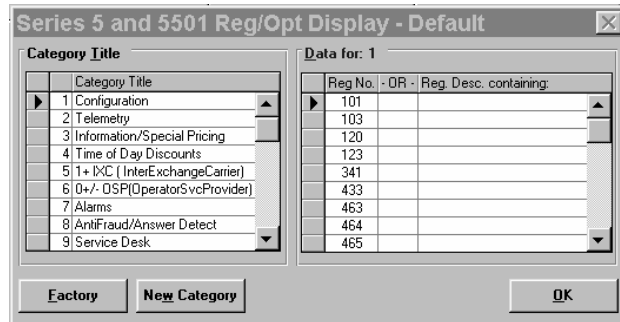 Series 5 and 5501 Reg/Opt Display - Default
Category Title
Category Title
1 Configuration
2 Telemetry
3 Information/Special Pricing
4 Time of Day Discounts
5 1+ IXC ( InterExchangeCarrier)
6 0+/- OSP(OperatorSvcProvider)
7 Alarms
8 AntiFraud/Answer Detect
9 Service Desk
Data for: 1
Reg No. - OR - Reg. Desc. containing:
101
103
120
123
341
433
463
464
465
Factory
New Category
OK